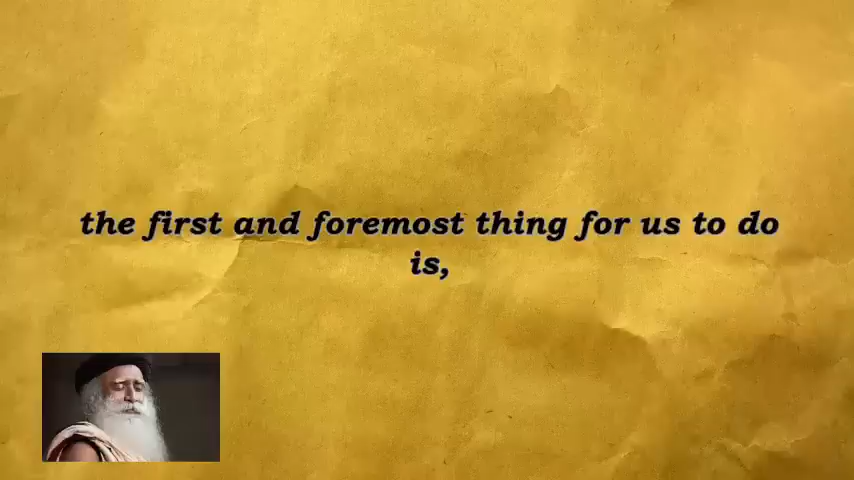 the first and foremost thing for us to do
is,